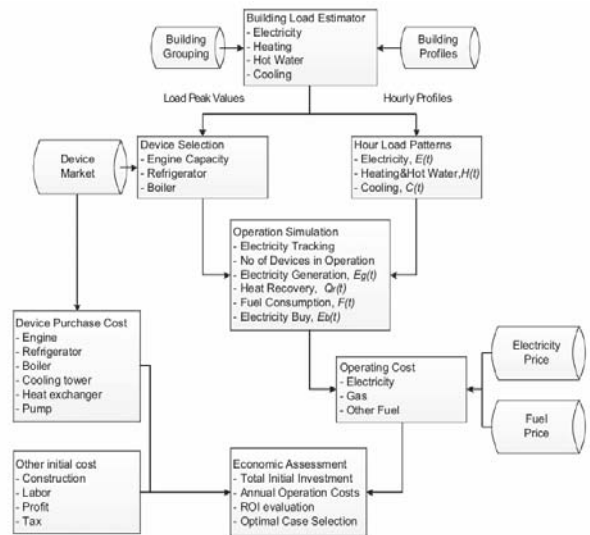 Building Load Estimator
- Electricity
- Heating
- Hot Water
- Cooling
Building
Grouping
Building
Profiles
Load Peak Values
Hourly Profiles
Device Market
Device Selection
- Engine Capacity
- Refrigerator
- Boiler
Hour Load Patterns
- Electricity, E(t)
- Heating&Hot Water,H(t)
- Cooling, C(t)
Operation Simulation
- Electricity Tracking
- No of Devices in Operation
- Electricity Generation, Eg(t)
- Heat Recovery, Qr(t)
- Fuel Consumption, F(t)
- Electricity Buy, Eb(t)
Device Purchase Cost
- Engine
- Refrigerator
- Boiler
- Cooling tower
- Heat exchanger
- Pump
Operating Cost
- Electricity
- Gas
- Other Fuel
Electricity
Price
Fuel
Price
Other initial cost
- Construction
- Labor
- Profit
- Tax
Economic Assessment
- Total Initial Investment
- Annual Operation Costs
- ROI evaluation
- Optimal Case Selection